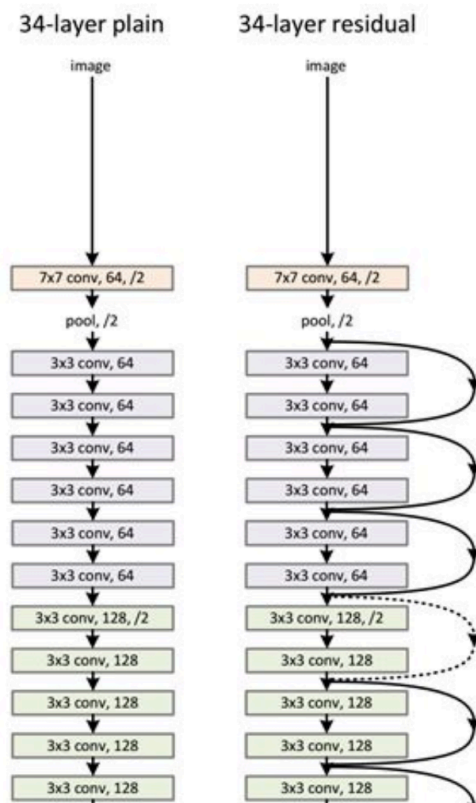 34-layer plain
image
7x7 conv, 64, /2
pool, /2
3x3 conv, 64
3x3 conv, 64
3x3 conv, 64
3x3 conv, 64
3x3 conv, 64
3x3 conv, 64
3x3 conv, 128, /2
3x3 conv, 128
3x3 conv, 128
3x3 conv, 128
3x3 conv, 128
34-layer residual
image
7x7 conv, 64, /2
pool, /2
3x3 conv, 64
3x3 conv, 64
3x3 conv, 64
3x3 conv, 64
3x3 conv, 64
3x3 conv, 64
3x3 conv, 128, /2
3x3 conv, 128
3x3 conv, 128
3x3 conv, 128
3x3 conv, 128